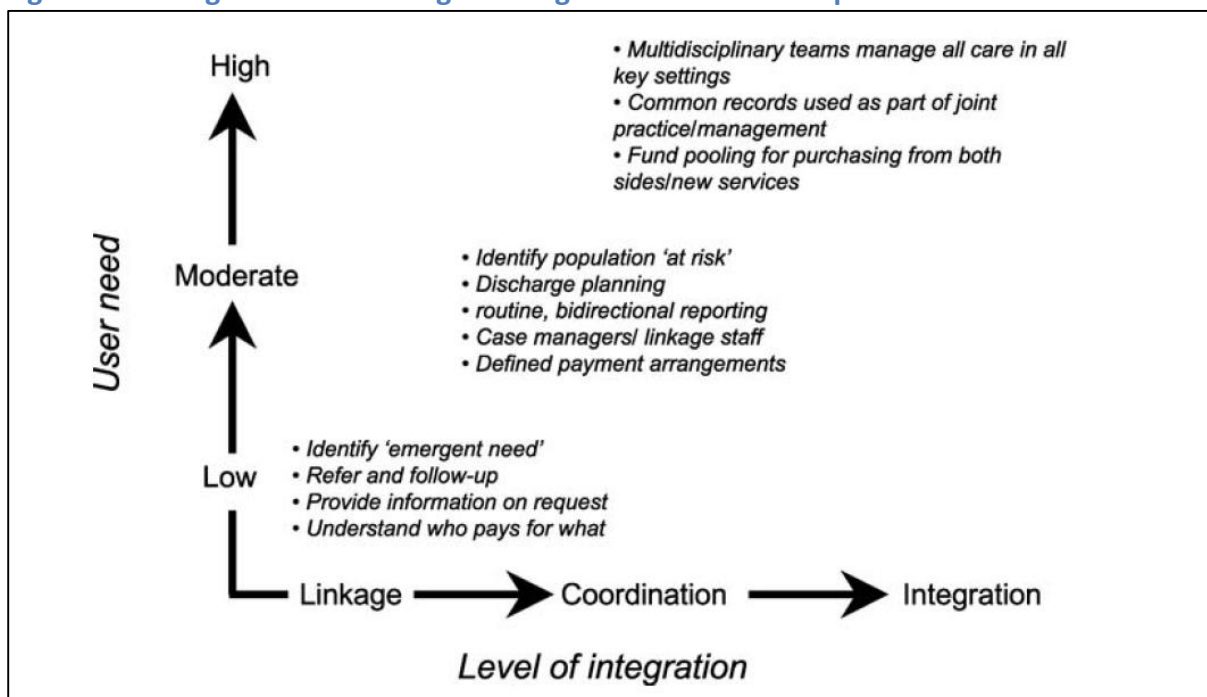 High
• Multidisciplinary teams manage all care in all
key settings
• Common records used as part of joint
practice/management
• Fund pooling for purchasing from both
sides/new services
User need
Moderate
• Identify population ‘at risk’
• Discharge planning
• routine, bidirectional reporting
• Case managers/ linkage staff
• Defined payment arrangements
Low
• Identify ‘emergent need’
• Refer and follow-up
• Provide information on request
• Understand who pays for what
Linkage
Coordination
Integration
Level of integration